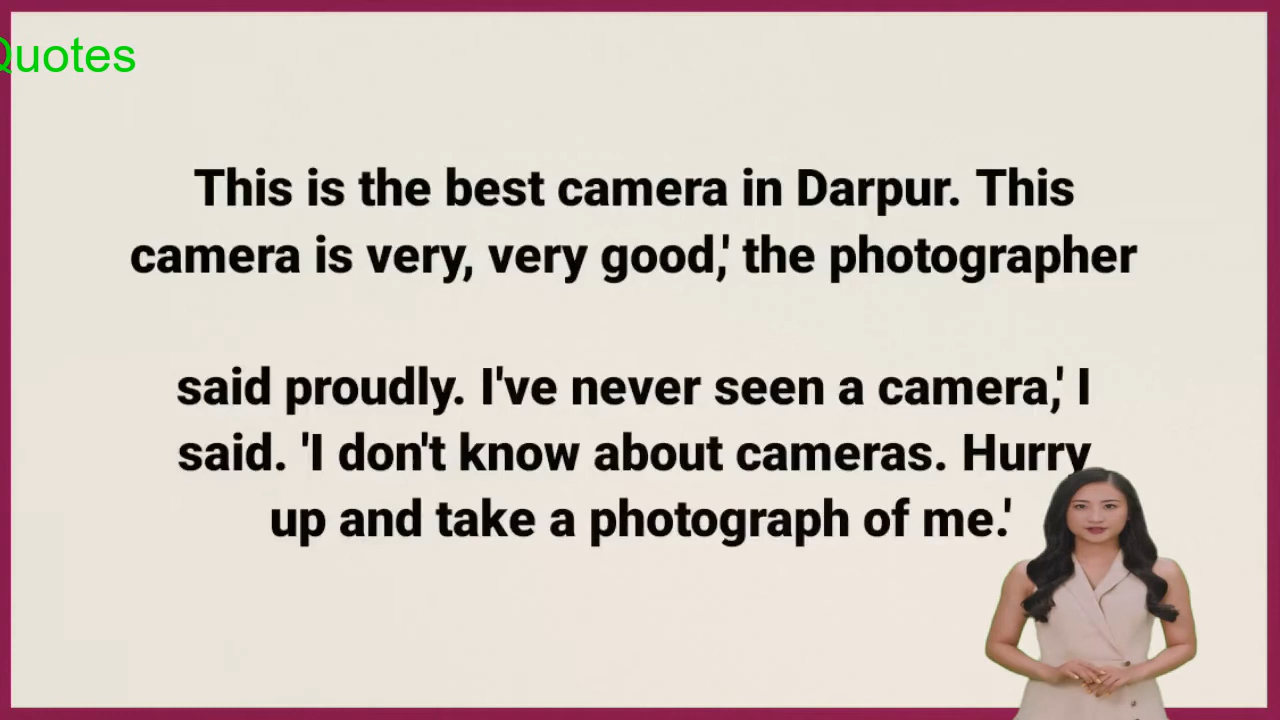 Quotes
This is the best camera in Darpur. This
camera is very, very good,' the photographer
said proudly. I've never seen a camera,' I
said. 'I don't know about cameras. Hurry
up and take a photograph of me.'